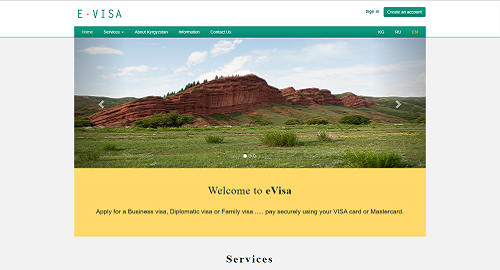 E-VISA
Sign in Create an account
Home Services About Kyrgyzstan Information Contact Us KG RU EN
Welcome to eVisa
Apply for a Business visa, Diplomatic visa or Family visa ..... pay securely using your VISA card or Mastercard.
Services